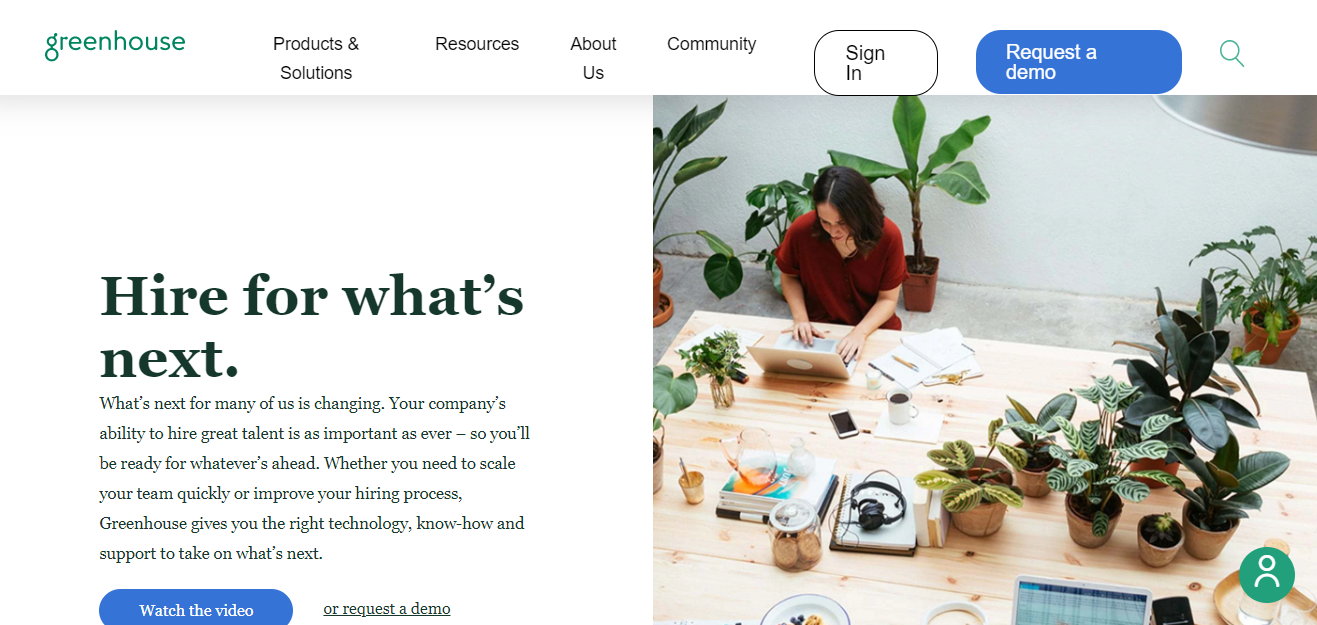 greenhouse
Products &
Solutions
Resources
About
Us
Community
Sign
In
Request a
demo
Hire for what’s
next.
What’s next for many of us is changing. Your company’s
ability to hire great talent is as important as ever – so you’ll
be ready for whatever’s ahead. Whether you need to scale
your team quickly or improve your hiring process,
Greenhouse gives you the right technology, know-how and
support to take on what’s next.
Watch the video
or request a demo